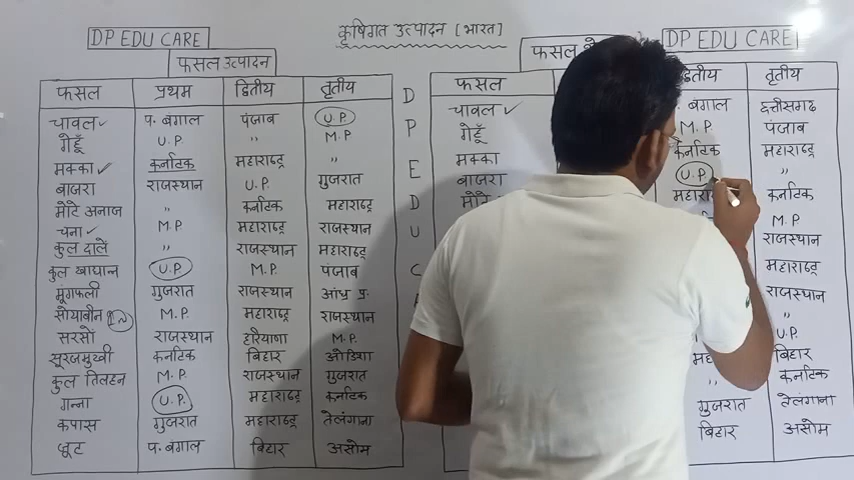 कृषिगत उत्पादन [भारत]
DP EDU CARE
फसल उत्पादन
फसल प्रथम द्वितीय तृतीय
चावल ✓ प. बंगाल पंजाब U.P.
गेहूँ U.P. " M.P.
मक्का ✓ कर्नाटक महाराष्ट्र "
बाजरा राजस्थान U.P. गुजरात
मोटे अनाज " कर्नाटक महाराष्ट्र
चना ✓ M.P. महाराष्ट्र राजस्थान
कुल दालें " राजस्थान महाराष्ट्र
कुल खाद्यान्न U.P. M.P. पंजाब
मूंगफली गुजरात राजस्थान आंध्र प्र.
सोयाबीन M.P. महाराष्ट्र राजस्थान
सरसों राजस्थान हरियाणा M.P.
सूरजमुखी कर्नाटक बिहार ओडिशा
कुल तिलहन M.P. राजस्थान गुजरात
गन्ना U.P. महाराष्ट्र कर्नाटक
कपास गुजरात महाराष्ट्र तेलंगाना
जूट प. बंगाल बिहार असोम
D
P
E
D
U
C
DP EDU CARE
फसल
फसल द्वितीय तृतीय
चावल ✓ बंगाल छत्तीसगढ़
गेहूँ M.P. पंजाब
मक्का कर्नाटक महाराष्ट्र
बाजरा U.P. "
मोटे कर्नाटक
M.P
राजस्थान
महाराष्ट्र
राजस्थान
"
U.P.
बिहार
" कर्नाटक
गुजरात तेलंगाना
बिहार असोम